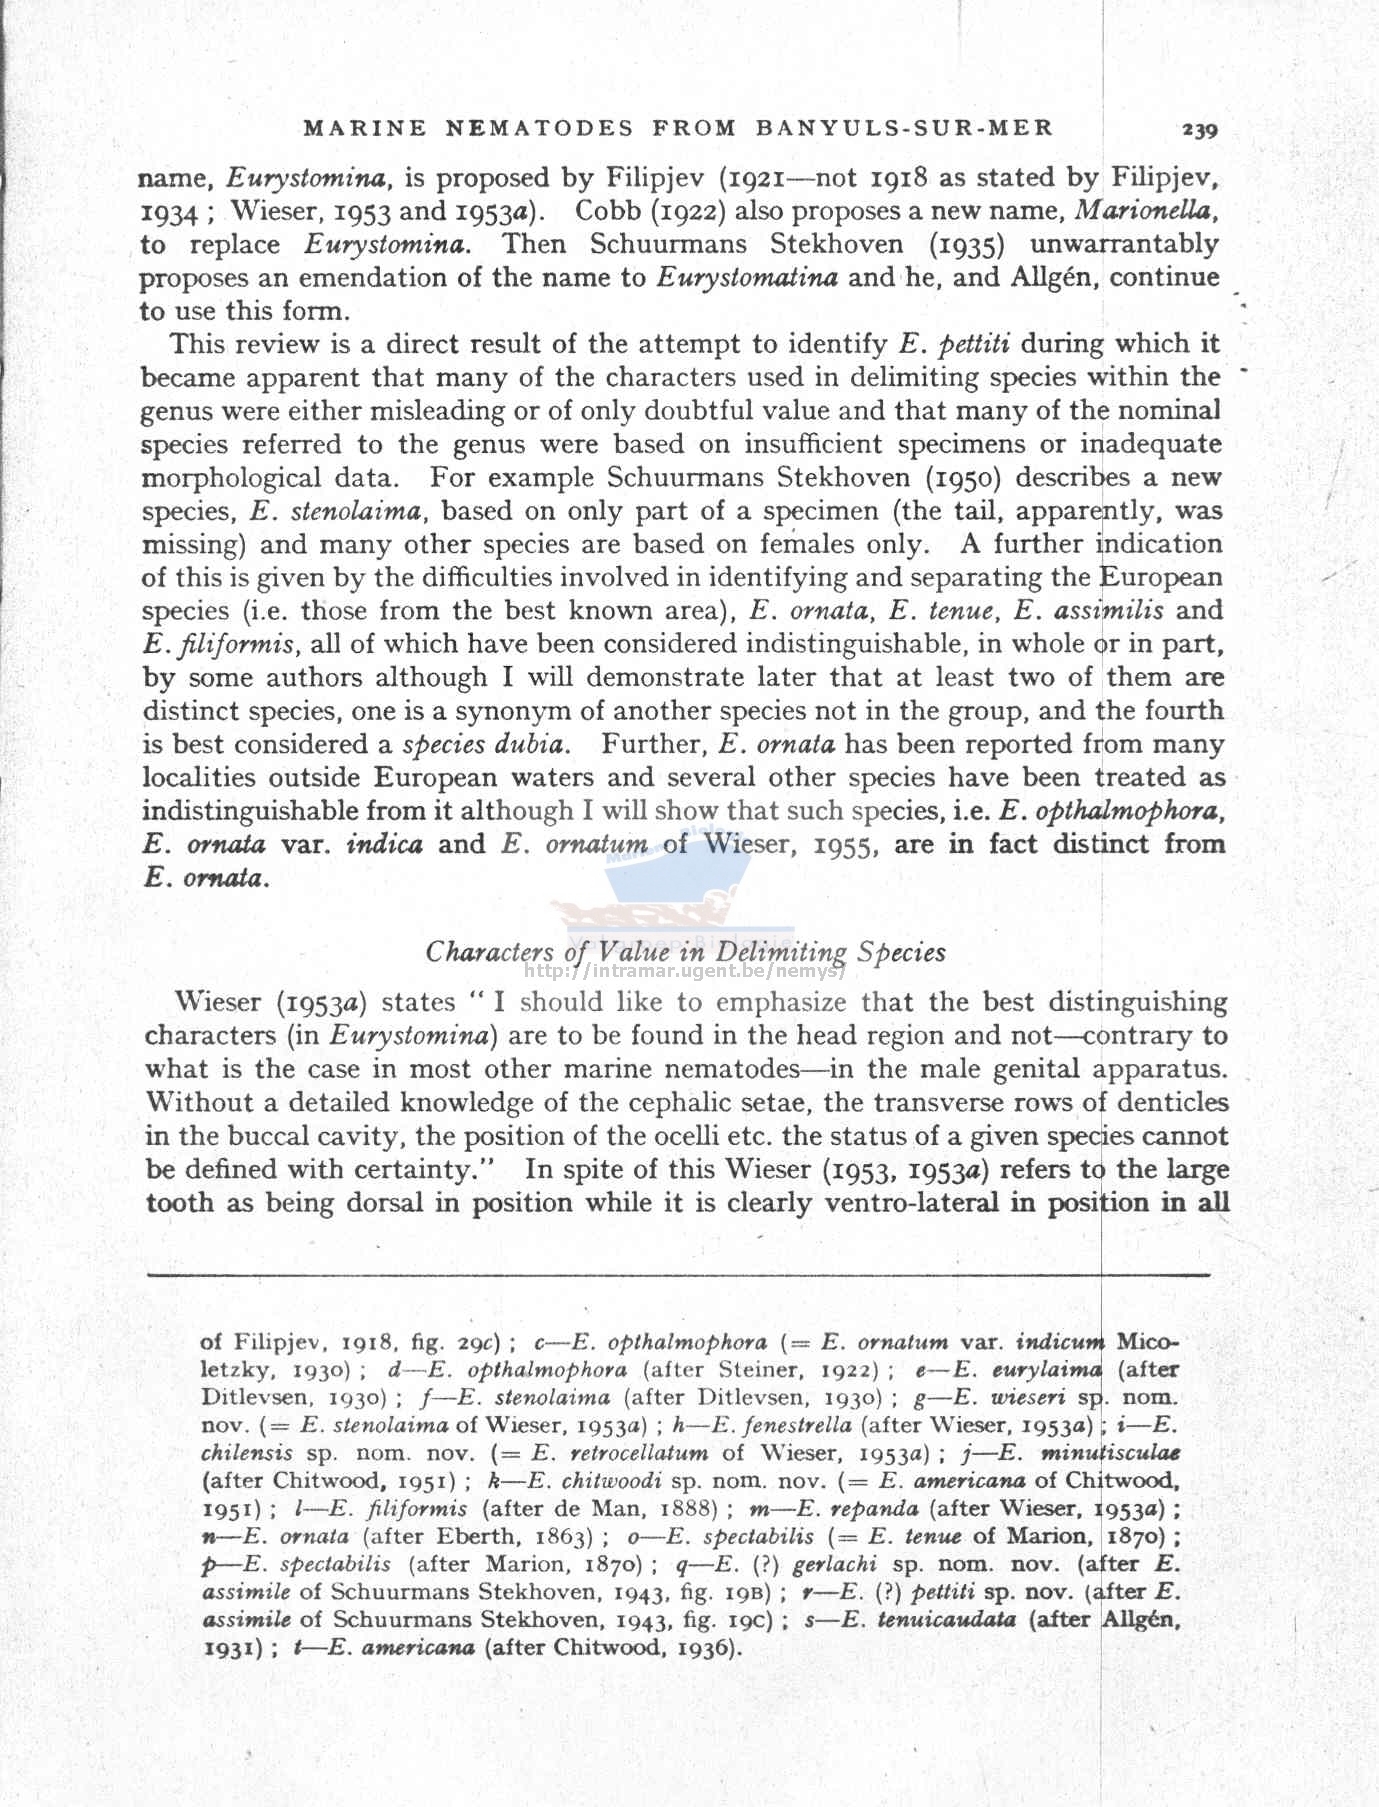 MARINE NEMATODES FROM BANYULS-SUR-MER 239
name, Eurystomina, is proposed by Filipjev (1921—not 1918 as stated by Filipjev,
1934 ; Wieser, 1953 and 1953a). Cobb (1922) also proposes a new name, Marionella,
to replace Eurystomina. Then Schuurmans Stekhoven (1935) unwarrantably
proposes an emendation of the name to Eurystomatina and he, and Allgén, continue
to use this form.
This review is a direct result of the attempt to identify E. pettiti during which it
became apparent that many of the characters used in delimiting species within the
genus were either misleading or of only doubtful value and that many of the nominal
species referred to the genus were based on insufficient specimens or inadequate
morphological data. For example Schuurmans Stekhoven (1950) describes a new
species, E. stenolaima, based on only part of a specimen (the tail, apparently, was
missing) and many other species are based on females only. A further indication
of this is given by the difficulties involved in identifying and separating the European
species (i.e. those from the best known area), E. ornata, E. tenue, E. assimilis and
E. filiformis, all of which have been considered indistinguishable, in whole or in part,
by some authors although I will demonstrate later that at least two of them are
distinct species, one is a synonym of another species not in the group, and the fourth
is best considered a species dubia. Further, E. ornata has been reported from many
localities outside European waters and several other species have been treated as
indistinguishable from it although I will show that such species, i.e. E. opthalmophora,
E. ornata var. indica and E. ornatum of Wieser, 1955, are in fact distinct from
E. ornata.
Characters of Value in Delimiting Species
http://intramar.ugent.be/nemys/
Wieser (1953a) states “ I should like to emphasize that the best distinguishing
characters (in Eurystomina) are to be found in the head region and not—contrary to
what is the case in most other marine nematodes—in the male genital apparatus.
Without a detailed knowledge of the cephalic setae, the transverse rows of denticles
in the buccal cavity, the position of the ocelli etc. the status of a given species cannot
be defined with certainty.” In spite of this Wieser (1953, 1953a) refers to the large
tooth as being dorsal in position while it is clearly ventro-lateral in position in all
of Filipjev, 1918, fig. 29c) ; c—E. opthalmophora (= E. ornatum var. indicum Mico-
letzky, 1930) ; d—E. opthalmophora (after Steiner, 1922) ; e—E. eurylaima (after
Ditlevsen, 1930) ; f—E. stenolaima (after Ditlevsen, 1930) ; g—E. wieseri sp. nom.
nov. (= E. stenolaima of Wieser, 1953a) ; h—E. fenestrella (after Wieser, 1953a) ; i—E.
chilensis sp. nom. nov. (= E. retrocellatum of Wieser, 1953a) ; j—E. minutisculae
(after Chitwood, 1951) ; k—E. chitwoodi sp. nom. nov. (= E. americana of Chitwood,
1951) ; l—E. filiformis (after de Man, 1888) ; m—E. repanda (after Wieser, 1953a) ;
n—E. ornata (after Eberth, 1863) ; o—E. spectabilis (= E. tenue of Marion, 1870) ;
p—E. spectabilis (after Marion, 1870) ; q—E. (?) gerlachi sp. nom. nov. (after E.
assimile of Schuurmans Stekhoven, 1943, fig. 19B) ; r—E. (?) pettiti sp. nov. (after E.
assimile of Schuurmans Stekhoven, 1943, fig. 19C) ; s—E. tenuicaudata (after Allgén,
1931) ; t—E. americana (after Chitwood, 1936).